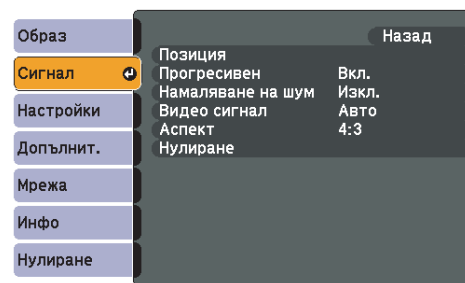 Образ
Сигнал
Настройки
Допълнит.
Мрежа
Инфо
Нулиране
Назад
Позиция
Прогресивен Вкл.
Намаляване на шум Изкл.
Видео сигнал Авто
Аспект 4:3
Нулиране